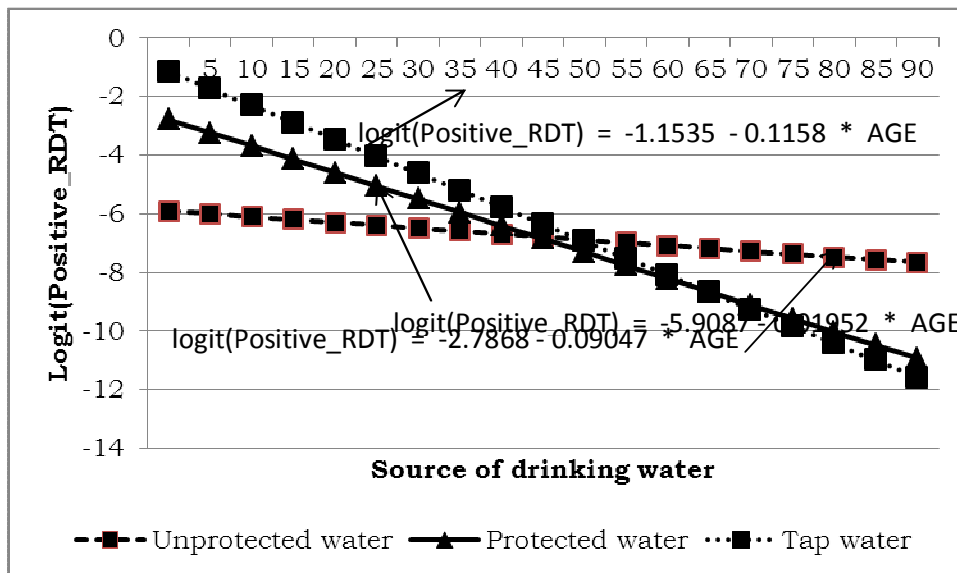 0
5 10 15 20 25 30 35 40 45 50 55 60 65 70 75 80 85 90
-2
logit(Positive_RDT) = -1.1535 - 0.1158 * AGE
-4
-6
-8
-10
logit(Positive_RDT) = -5.9087 - 0.01952 * AGE
logit(Positive_RDT) = -2.7868 - 0.09047 * AGE
-12
-14
Logit(Positive_RDT)
Source of drinking water
Unprotected water Protected water Tap water